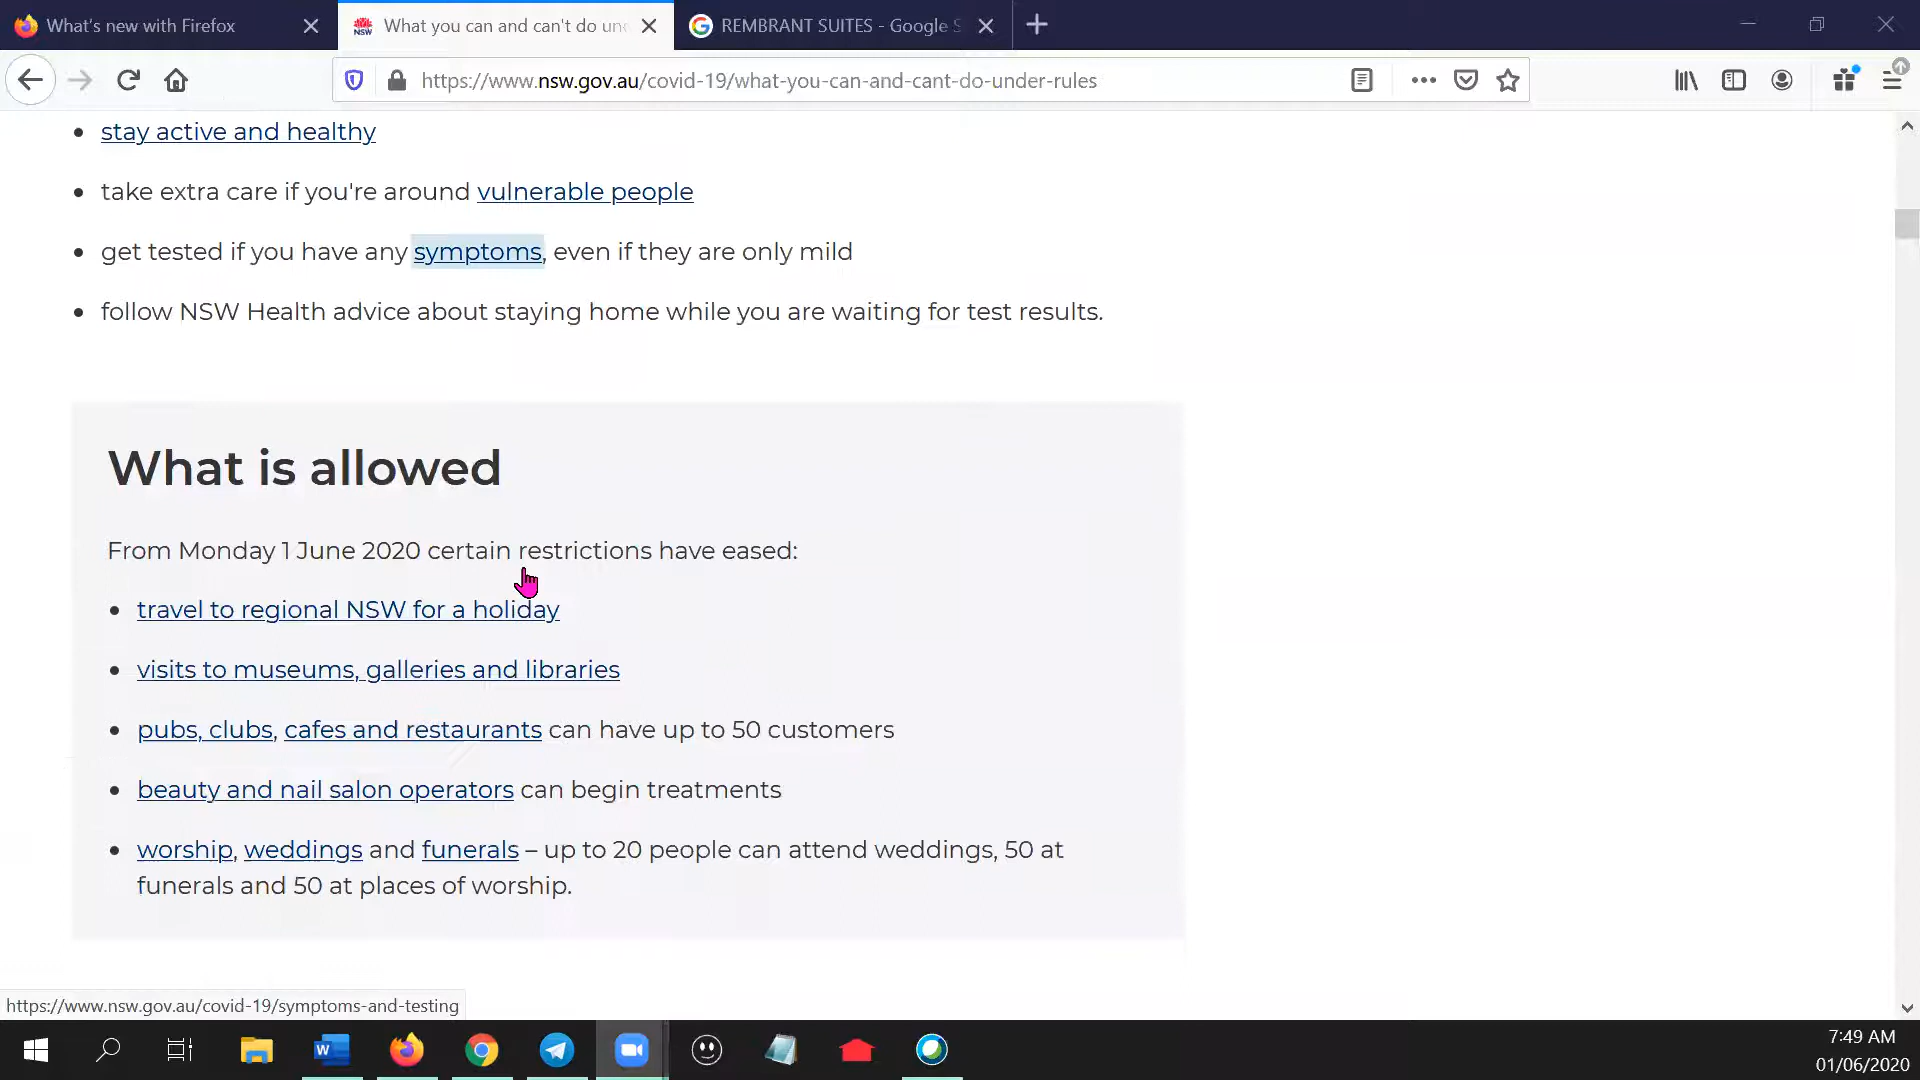 What's new with Firefox
What you can and can't do un
REMBRANT SUITES - Google S
https://www.nsw.gov.au/covid-19/what-you-can-and-cant-do-under-rules
stay active and healthy
take extra care if you're around vulnerable people
get tested if you have any symptoms, even if they are only mild
follow NSW Health advice about staying home while you are waiting for test results.
What is allowed
From Monday 1 June 2020 certain restrictions have eased:
travel to regional NSW for a holiday
visits to museums, galleries and libraries
pubs, clubs, cafes and restaurants can have up to 50 customers
beauty and nail salon operators can begin treatments
worship, weddings and funerals – up to 20 people can attend weddings, 50 at
funerals and 50 at places of worship.
https://www.nsw.gov.au/covid-19/symptoms-and-testing
7:49 AM
01/06/2020